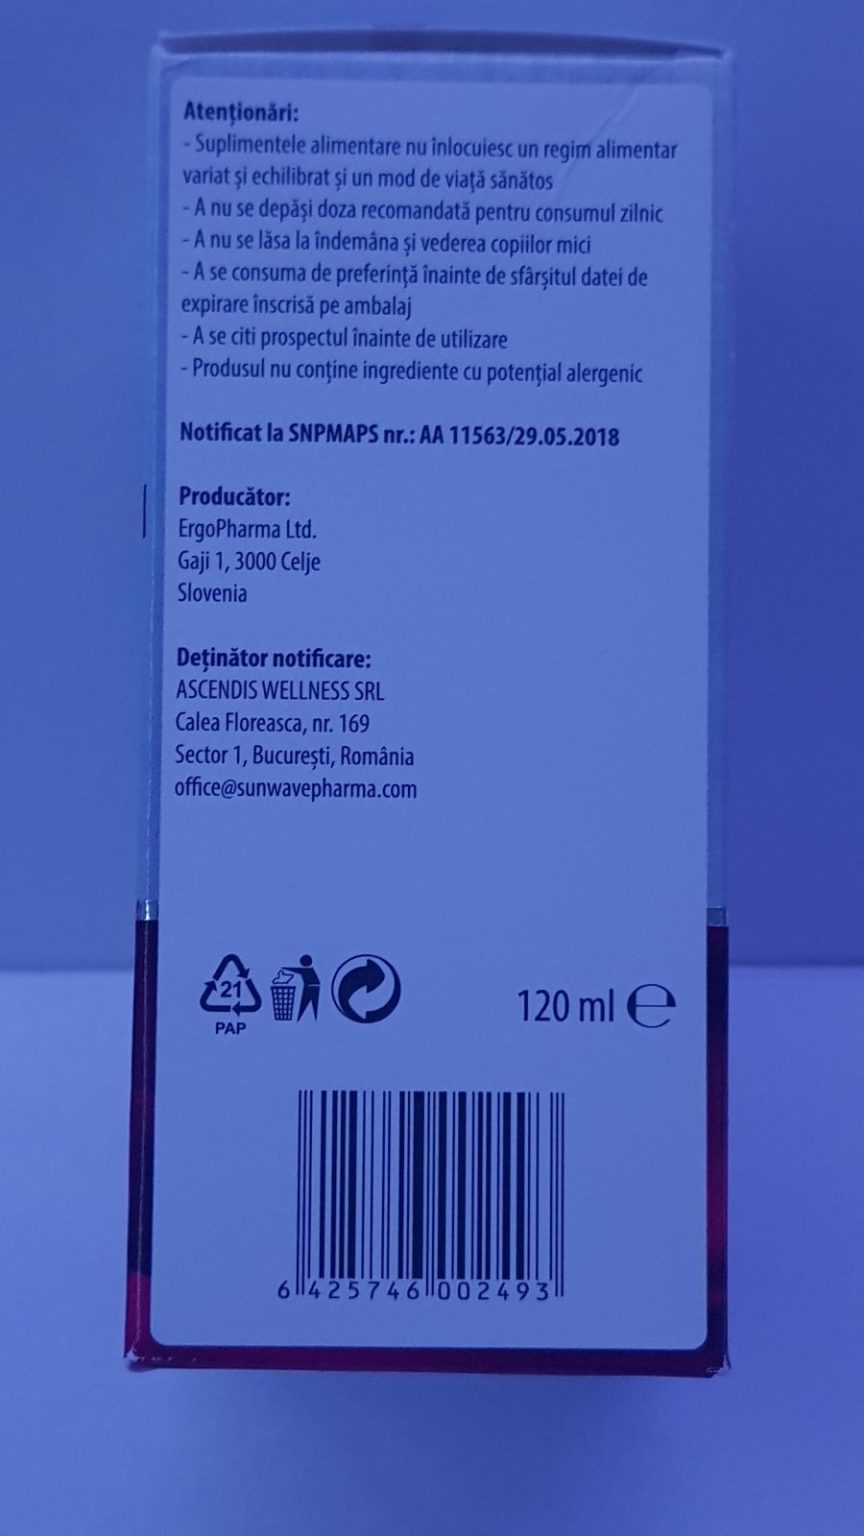 Atenționări:
- Suplimentele alimentare nu înlocuiesc un regim alimentar
variat și echilibrat și un mod de viață sănătos
- A nu se depăși doza recomandată pentru consumul zilnic
- A nu se lăsa la îndemâna și vederea copiilor mici
- A se consuma de preferință înainte de sfârșitul datei de
expirare înscrisă pe ambalaj
- A se citi prospectul înainte de utilizare
- Produsul nu conține ingrediente cu potențial alergenic
Notificat la SNPMAPS nr.: AA 11563/29.05.2018
Producător:
ErgoPharma Ltd.
Gaji 1, 3000 Celje
Slovenia
Deținător notificare:
ASCENDIS WELLNESS SRL
Calea Floreasca, nr. 169
Sector 1, București, România
office@sunwavepharma.com
21
PAP
120 ml ℮
6 425746 002493